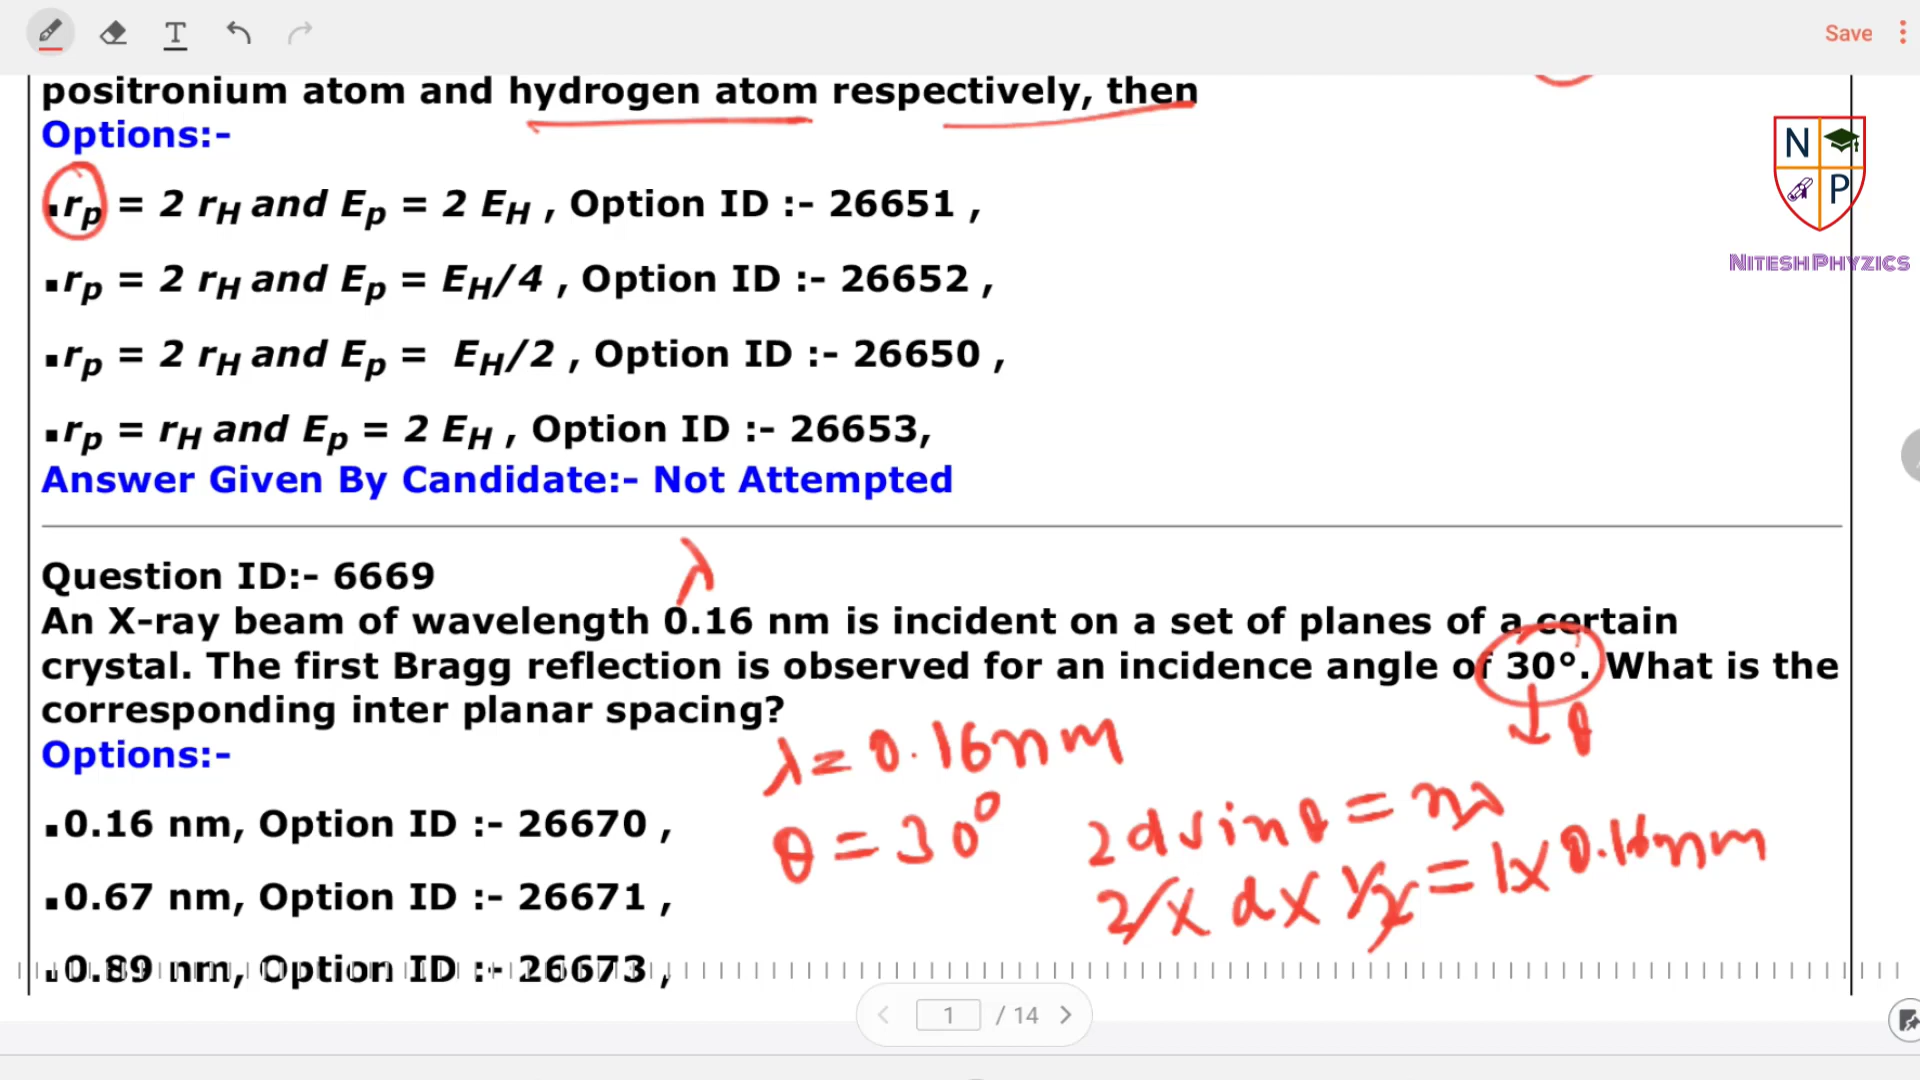 Save
positronium atom and hydrogen atom respectively, then
Options:-
N P
NITESH PHYZICS
▪rp = 2 rH and Ep = 2 EH , Option ID :- 26651 ,
▪rp = 2 rH and Ep = EH/4 , Option ID :- 26652 ,
▪rp = 2 rH and Ep = EH/2 , Option ID :- 26650 ,
▪rp = rH and Ep = 2 EH , Option ID :- 26653,
Answer Given By Candidate:- Not Attempted
λ
Question ID:- 6669
An X-ray beam of wavelength 0.16 nm is incident on a set of planes of a certain
crystal. The first Bragg reflection is observed for an incidence angle of 30°. What is the
corresponding inter planar spacing?
θ
Options:-
λ = 0.16nm
θ = 30°
2dsinθ = nλ
2 x d x 1/2 = 1 x 0.16nm
▪0.16 nm, Option ID :- 26670 ,
▪0.67 nm, Option ID :- 26671 ,
▪0.89 nm, Option ID :- 26673 ,
1 / 14